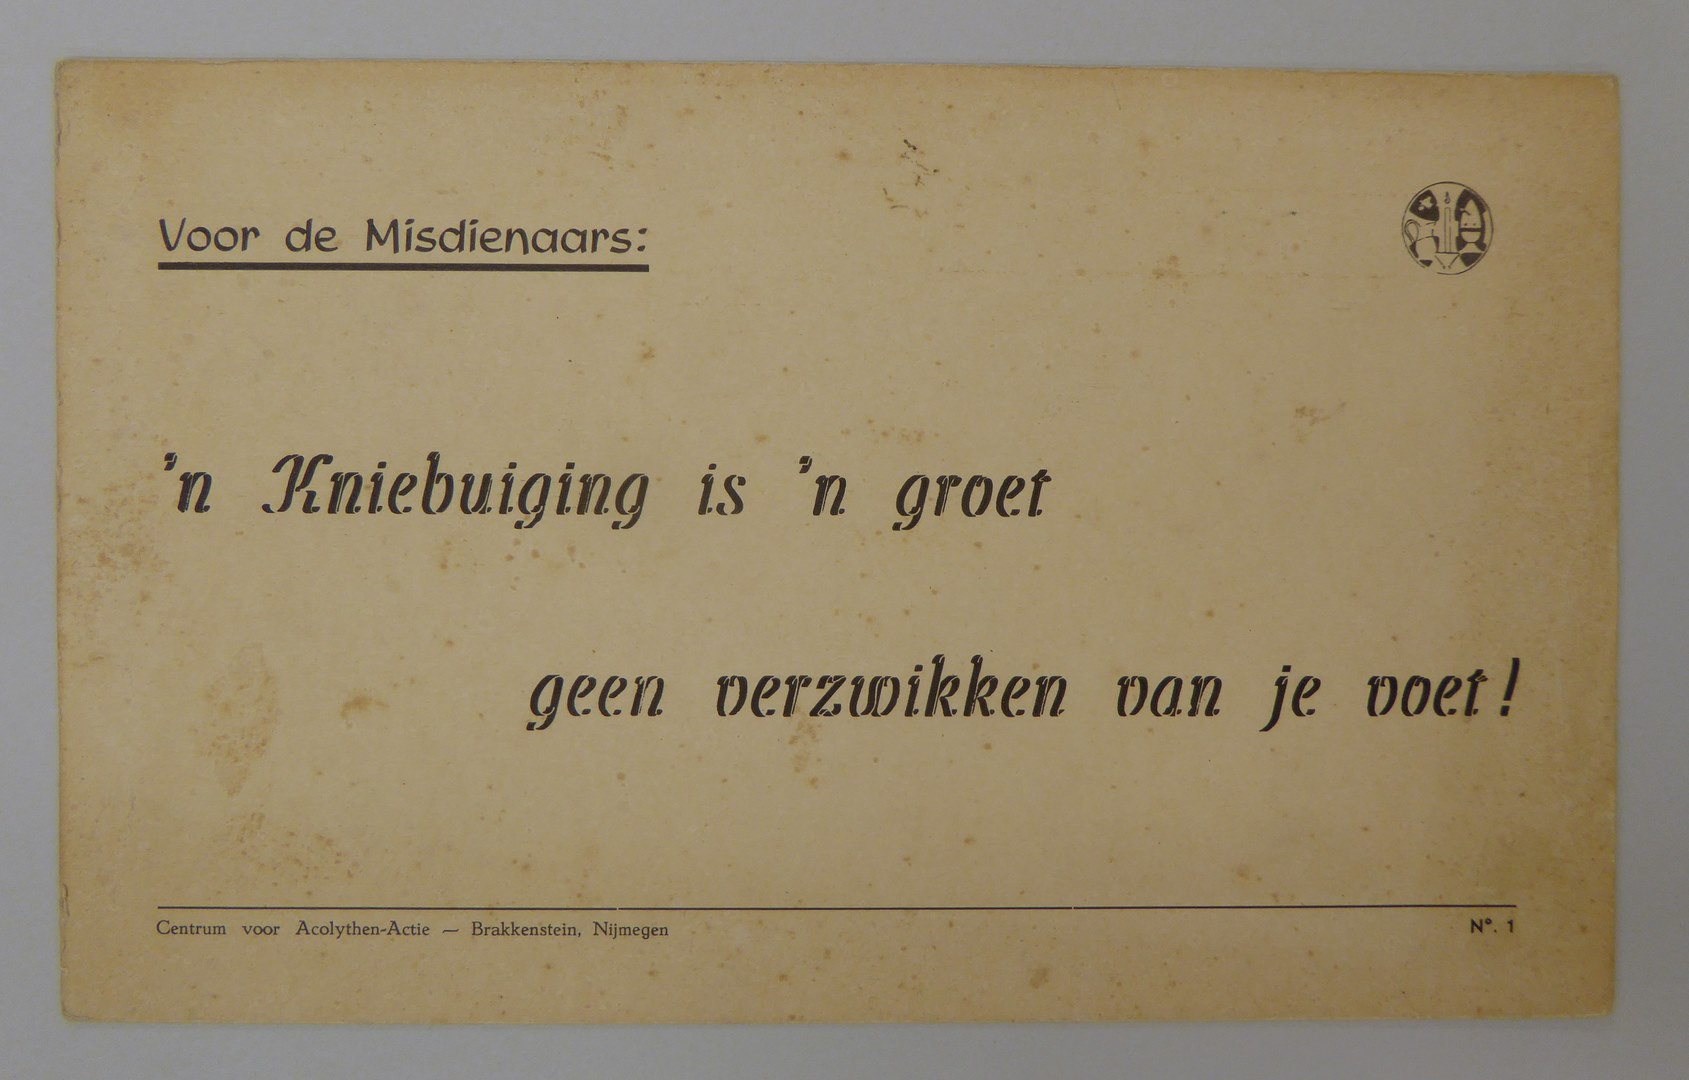 Voor de Misdienaars:
'n Kniebuiging is 'n groet
geen verzwikken van je voet!
Centrum voor Acolythen-Actie — Brakkenstein, Nijmegen
N°. 1